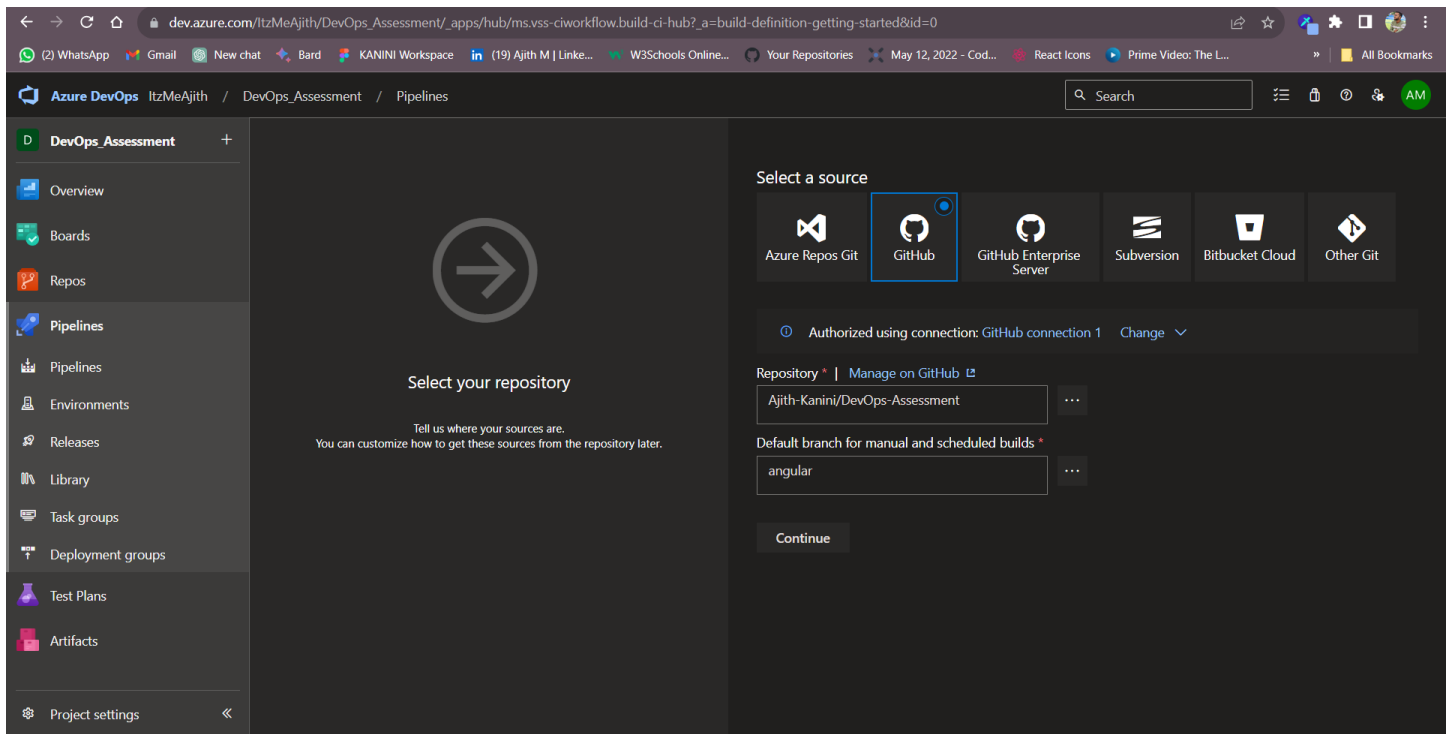 dev.azure.com/ItzMeAjith/DevOps_Assessment/_apps/hub/ms.vss-ciworkflow.build-ci-hub?_a=build-definition-getting-started&id=0
(2) WhatsApp Gmail New chat Bard KANINI Workspace in (19) Ajith M | Linke... W3Schools Online... Your Repositories May 12, 2022 - Cod... React Icons Prime Video: The L... » All Bookmarks
Azure DevOps ItzMeAjith / DevOps_Assessment / Pipelines Search AM
D DevOps_Assessment +
Overview
Boards
Repos
Pipelines
Pipelines
Environments
Releases
Library
Task groups
Deployment groups
Test Plans
Artifacts
Project settings «
Select your repository
Tell us where your sources are.
You can customize how to get these sources from the repository later.
Select a source
Azure Repos Git GitHub GitHub Enterprise Subversion Bitbucket Cloud Other Git
Server
Authorized using connection: GitHub connection 1 Change
Repository * | Manage on GitHub
Ajith-Kanini/DevOps-Assessment ...
Default branch for manual and scheduled builds *
angular ...
Continue